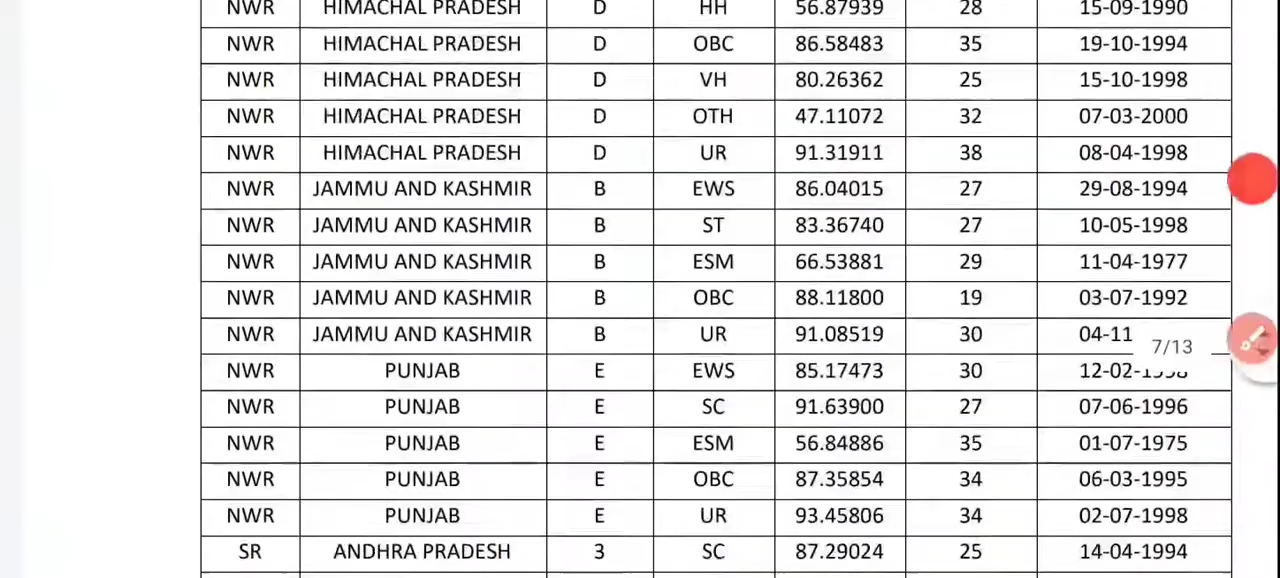 NWR HIMACHAL PRADESH D HH 56.87939 28 15-09-1990
NWR HIMACHAL PRADESH D OBC 86.58483 35 19-10-1994
NWR HIMACHAL PRADESH D VH 80.26362 25 15-10-1998
NWR HIMACHAL PRADESH D OTH 47.11072 32 07-03-2000
NWR HIMACHAL PRADESH D UR 91.31911 38 08-04-1998
NWR JAMMU AND KASHMIR B EWS 86.04015 27 29-08-1994
NWR JAMMU AND KASHMIR B ST 83.36740 27 10-05-1998
NWR JAMMU AND KASHMIR B ESM 66.53881 29 11-04-1977
NWR JAMMU AND KASHMIR B OBC 88.11800 19 03-07-1992
NWR JAMMU AND KASHMIR B UR 91.08519 30 04-11
7/13
NWR PUNJAB E EWS 85.17473 30 12-02-
NWR PUNJAB E SC 91.63900 27 07-06-1996
NWR PUNJAB E ESM 56.84886 35 01-07-1975
NWR PUNJAB E OBC 87.35854 34 06-03-1995
NWR PUNJAB E UR 93.45806 34 02-07-1998
SR ANDHRA PRADESH 3 SC 87.29024 25 14-04-1994